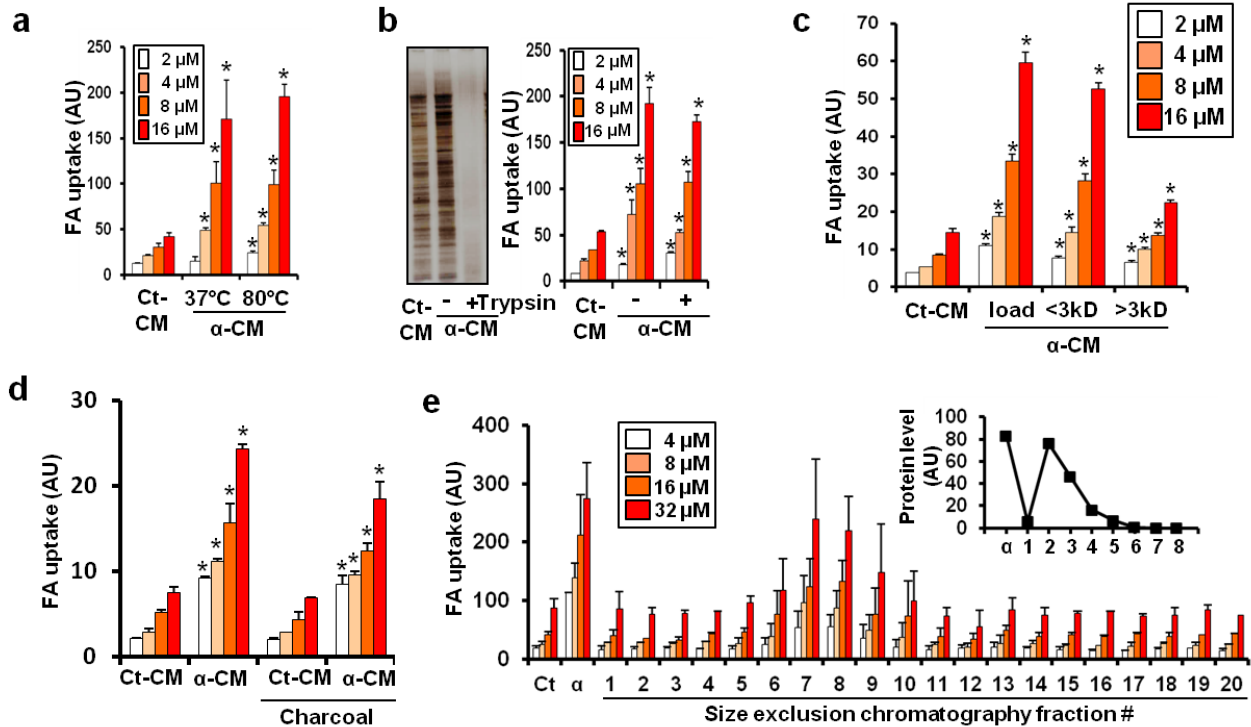 a
FA uptake (AU)
250
200
150
100
50
0
2 µM
4 µM
8 µM
16 µM
* * * * * *
Ct-CM
37ºC
80ºC
α-CM
b
Ct-CM
-
+Trypsin
α-CM
FA uptake (AU)
250
200
150
100
50
0
2 µM
4 µM
8 µM
16 µM
* * * * * * * *
Ct-CM
-
+
α-CM
c
FA uptake (AU)
70
60
50
40
30
20
10
0
2 µM
4 µM
8 µM
16 µM
* * * * * * * * * * * *
Ct-CM
load
<3kD
>3kD
α-CM
d
FA uptake (AU)
30
20
10
0
* * * * * * * *
Ct-CM
α-CM
Ct-CM
α-CM
Charcoal
e
FA uptake (AU)
400
300
200
100
0
4 µM
8 µM
16 µM
32 µM
Protein level
(AU)
100
80
60
40
20
0
α 1 2 3 4 5 6 7 8
Ct α 1 2 3 4 5 6 7 8 9 10 11 12 13 14 15 16 17 18 19 20
Size exclusion chromatography fraction #